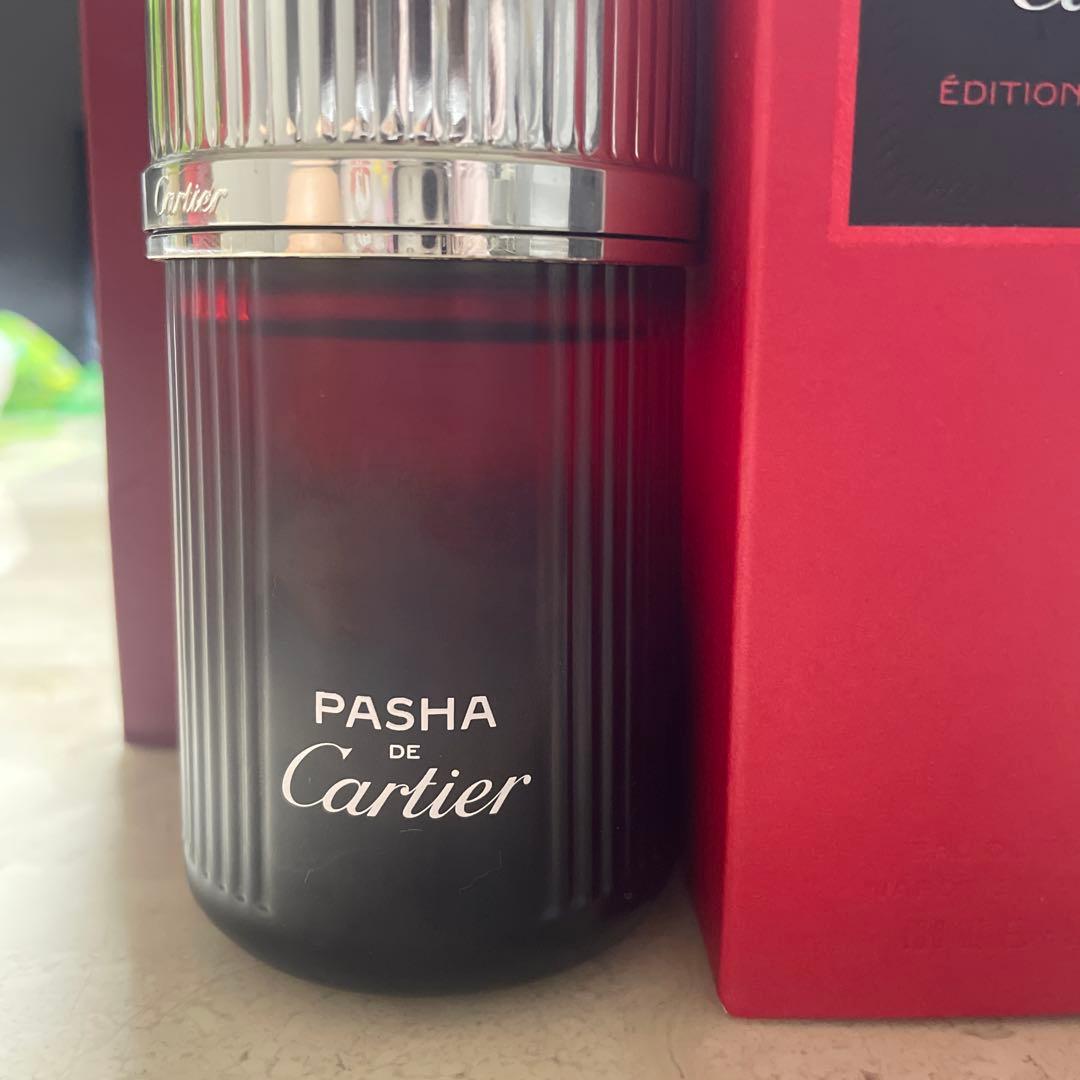 Cartier
PASHA
DE
Cartier
ÉDITION